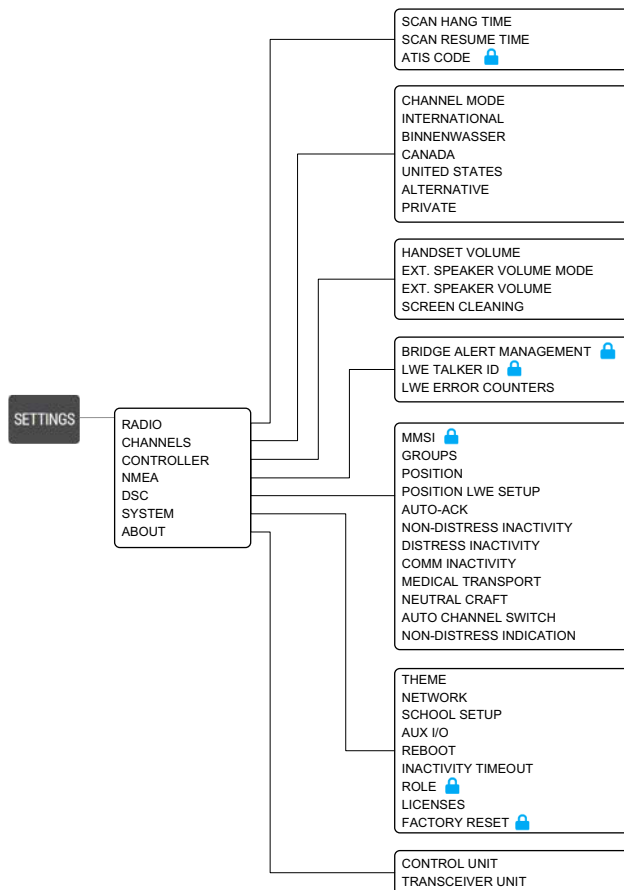 SETTINGS
RADIO
CHANNELS
CONTROLLER
NMEA
DSC
SYSTEM
ABOUT
SCAN HANG TIME
SCAN RESUME TIME
ATIS CODE
CHANNEL MODE
INTERNATIONAL
BINNENWASSER
CANADA
UNITED STATES
ALTERNATIVE
PRIVATE
HANDSET VOLUME
EXT. SPEAKER VOLUME MODE
EXT. SPEAKER VOLUME
SCREEN CLEANING
BRIDGE ALERT MANAGEMENT
LWE TALKER ID
LWE ERROR COUNTERS
MMSI
GROUPS
POSITION
POSITION LWE SETUP
AUTO-ACK
NON-DISTRESS INACTIVITY
DISTRESS INACTIVITY
COMM INACTIVITY
MEDICAL TRANSPORT
NEUTRAL CRAFT
AUTO CHANNEL SWITCH
NON-DISTRESS INDICATION
THEME
NETWORK
SCHOOL SETUP
AUX I/O
REBOOT
INACTIVITY TIMEOUT
ROLE
LICENSES
FACTORY RESET
CONTROL UNIT
TRANSCEIVER UNIT